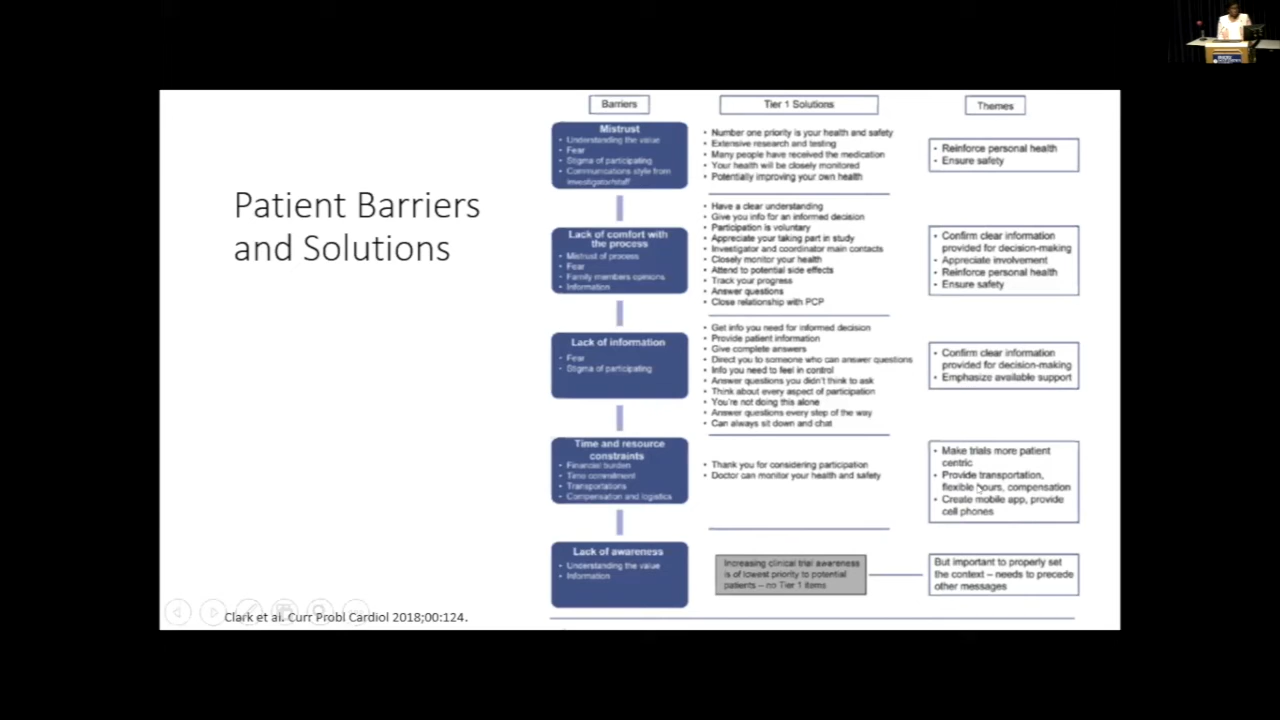 Patient Barriers
and Solutions
Barriers
Tier 1 Solutions
Themes
Mistrust
• Understanding the value
• Fear
• Stigma of participating
• Communications style from
investigator/staff
• Number one priority is your health and safety
• Extensive research and testing
• Many people have received the medication
• Your health will be closely monitored
• Potentially improving your own health
• Reinforce personal health
• Ensure safety
Lack of comfort with
the process
• Mistrust of process
• Fear
• Family members opinions
• Information
• Have a clear understanding
• Give you info for an informed decision
• Participation is voluntary
• Appreciate your taking part in study
• Investigator and coordinator main contacts
• Closely monitor your health
• Attend to potential side effects
• Track your progress
• Answer questions
• Close relationship with PCP
• Confirm clear information
provided for decision-making
• Appreciate involvement
• Reinforce personal health
• Ensure safety
Lack of information
• Fear
• Stigma of participating
• Get info you need for informed decision
• Provide patient information
• Give complete answers
• Direct you to someone who can answer questions
• Info you need to feel in control
• Answer questions you didn't think to ask
• Think about every aspect of participation
• You're not doing this alone
• Answer questions every step of the way
• Can always sit down and chat
• Confirm clear information
provided for decision-making
• Emphasize available support
Time and resource
constraints
• Financial burden
• Time commitment
• Transportations
• Compensation and logistics
• Thank you for considering participation
• Doctor can monitor your health and safety
• Make trials more patient
centric
• Provide transportation,
flexible hours, compensation
• Create mobile app, provide
cell phones
Lack of awareness
• Understanding the value
• Information
Increasing clinical trial awareness
is of lowest priority to potential
patients – no Tier 1 items
But important to properly set
the context – needs to precede
other messages
Clark et al. Curr Probl Cardiol 2018;00:124.